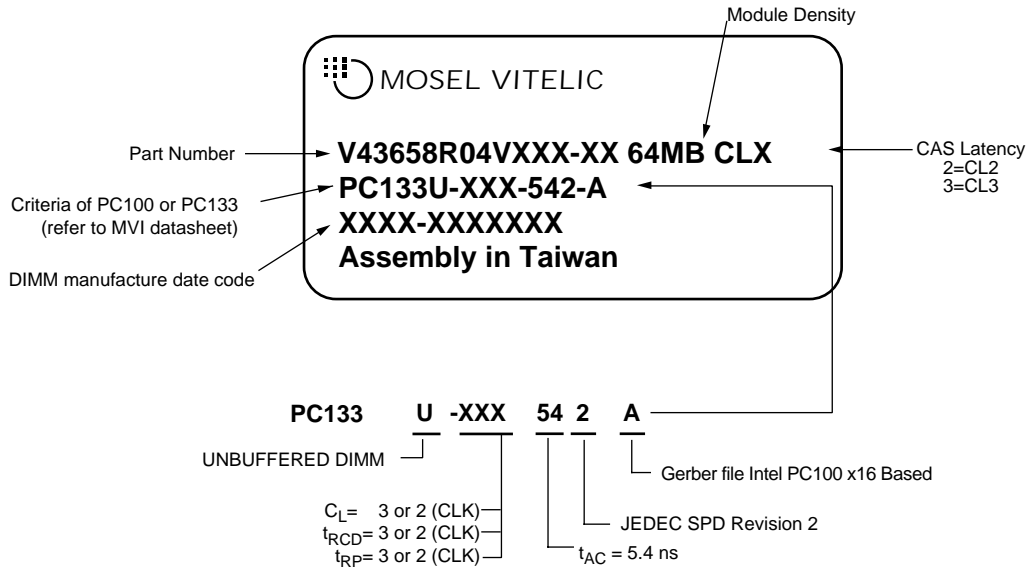 Module Density
MOSEL VITELIC
Part Number
V43658R04VXXX-XX 64MB CLX
CAS Latency
2=CL2
3=CL3
Criteria of PC100 or PC133
(refer to MVI datasheet)
PC133U-XXX-542-A
XXXX-XXXXXXX
DIMM manufacture date code
Assembly in Taiwan
PC133 U -XXX 54 2 A
UNBUFFERED DIMM
Gerber file Intel PC100 x16 Based
CL= 3 or 2 (CLK)
tRCD= 3 or 2 (CLK)
tRP= 3 or 2 (CLK)
JEDEC SPD Revision 2
tAC = 5.4 ns